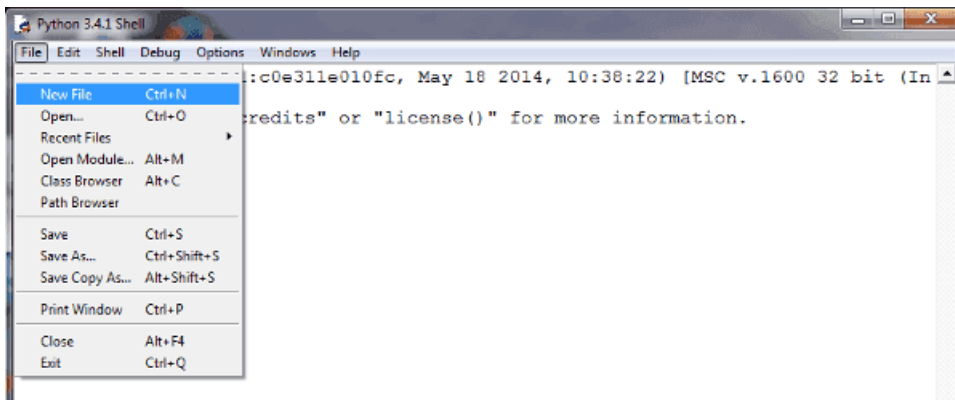 Python 3.4.1 Shell
File Edit Shell Debug Options Windows Help
:c0e311e010fc, May 18 2014, 10:38:22) [MSC v.1600 32 bit (In
New File Ctrl+N
Open... Ctrl+O
redits" or "license()" for more information.
Recent Files
Open Module... Alt+M
Class Browser Alt+C
Path Browser
Save Ctrl+S
Save As... Ctrl+Shift+S
Save Copy As... Alt+Shift+S
Print Window Ctrl+P
Close Alt+F4
Exit Ctrl+Q